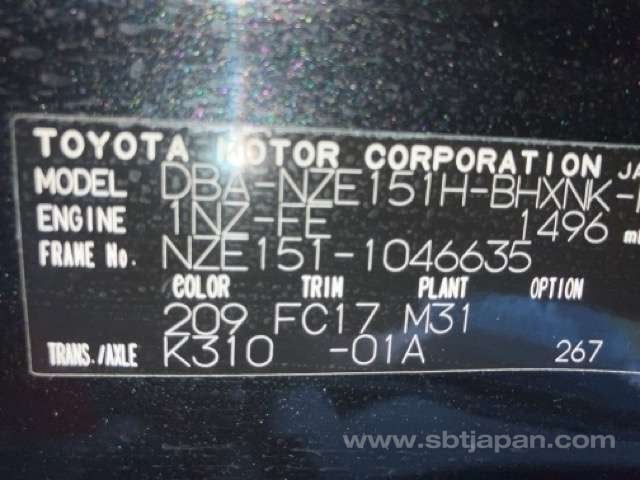 TOYOTA MOTOR CORPORATION JA
MODEL DBA-NZE151H-BHXNK-
ENGINE 1NZ-FE 1496 m
FRAME No. NZE151-1046635
COLOR TRIM PLANT OPTION
209 FC17 M31
TRANS./AXLE K310 -01A 267
www.sbtjapan.com